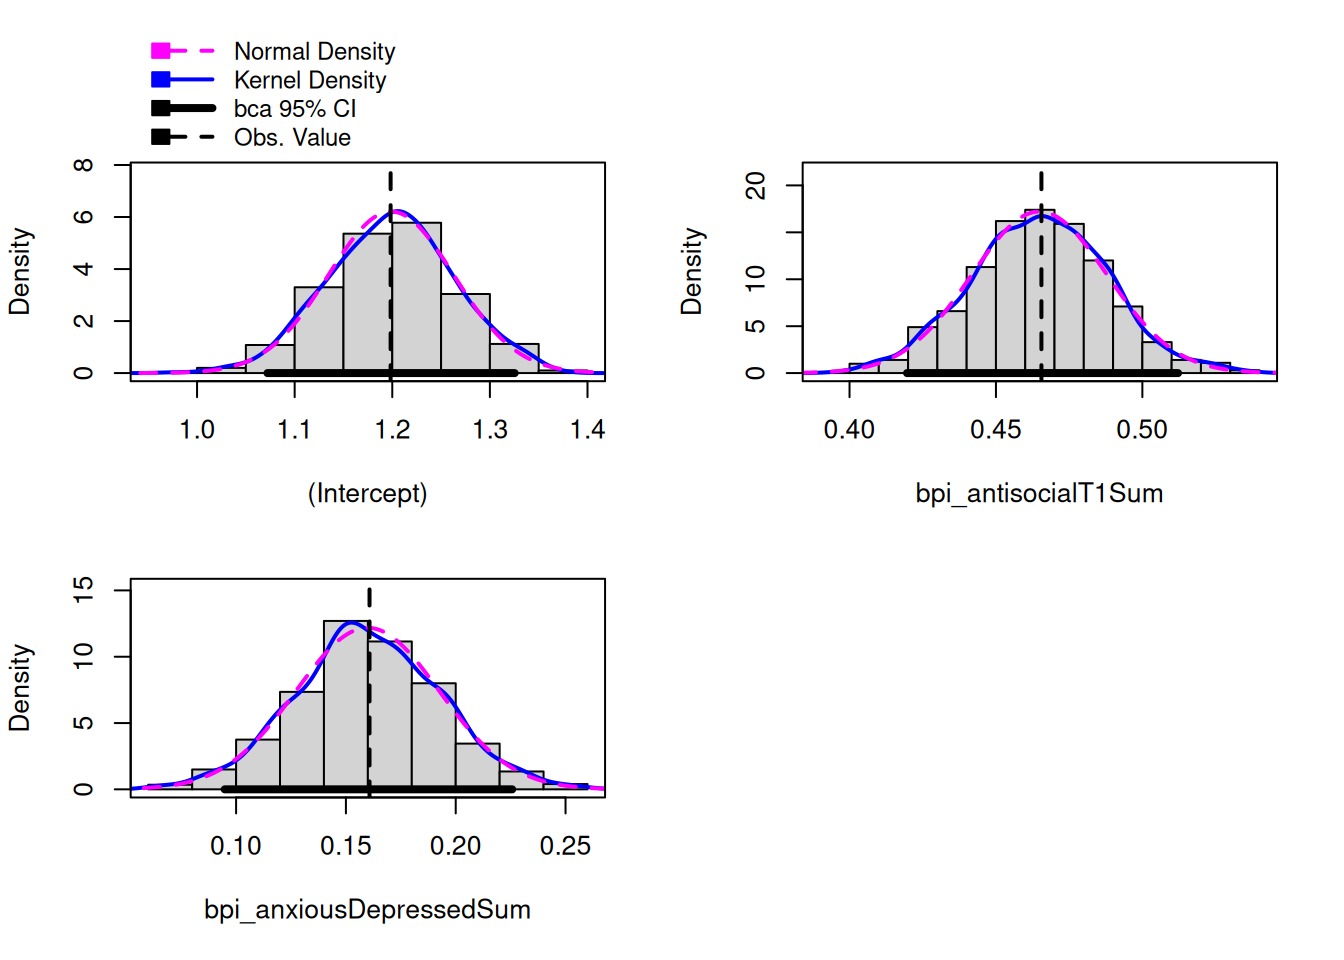 Normal Density
Kernel Density
bca 95% CI
Obs. Value
8
6
4
2
0
Density
1.0 1.1 1.2 1.3 1.4
(Intercept)
20
10
5
0
Density
0.40 0.45 0.50
bpi_antisocialT1Sum
15
10
5
0
Density
0.10 0.15 0.20 0.25
bpi_anxiousDepressedSum